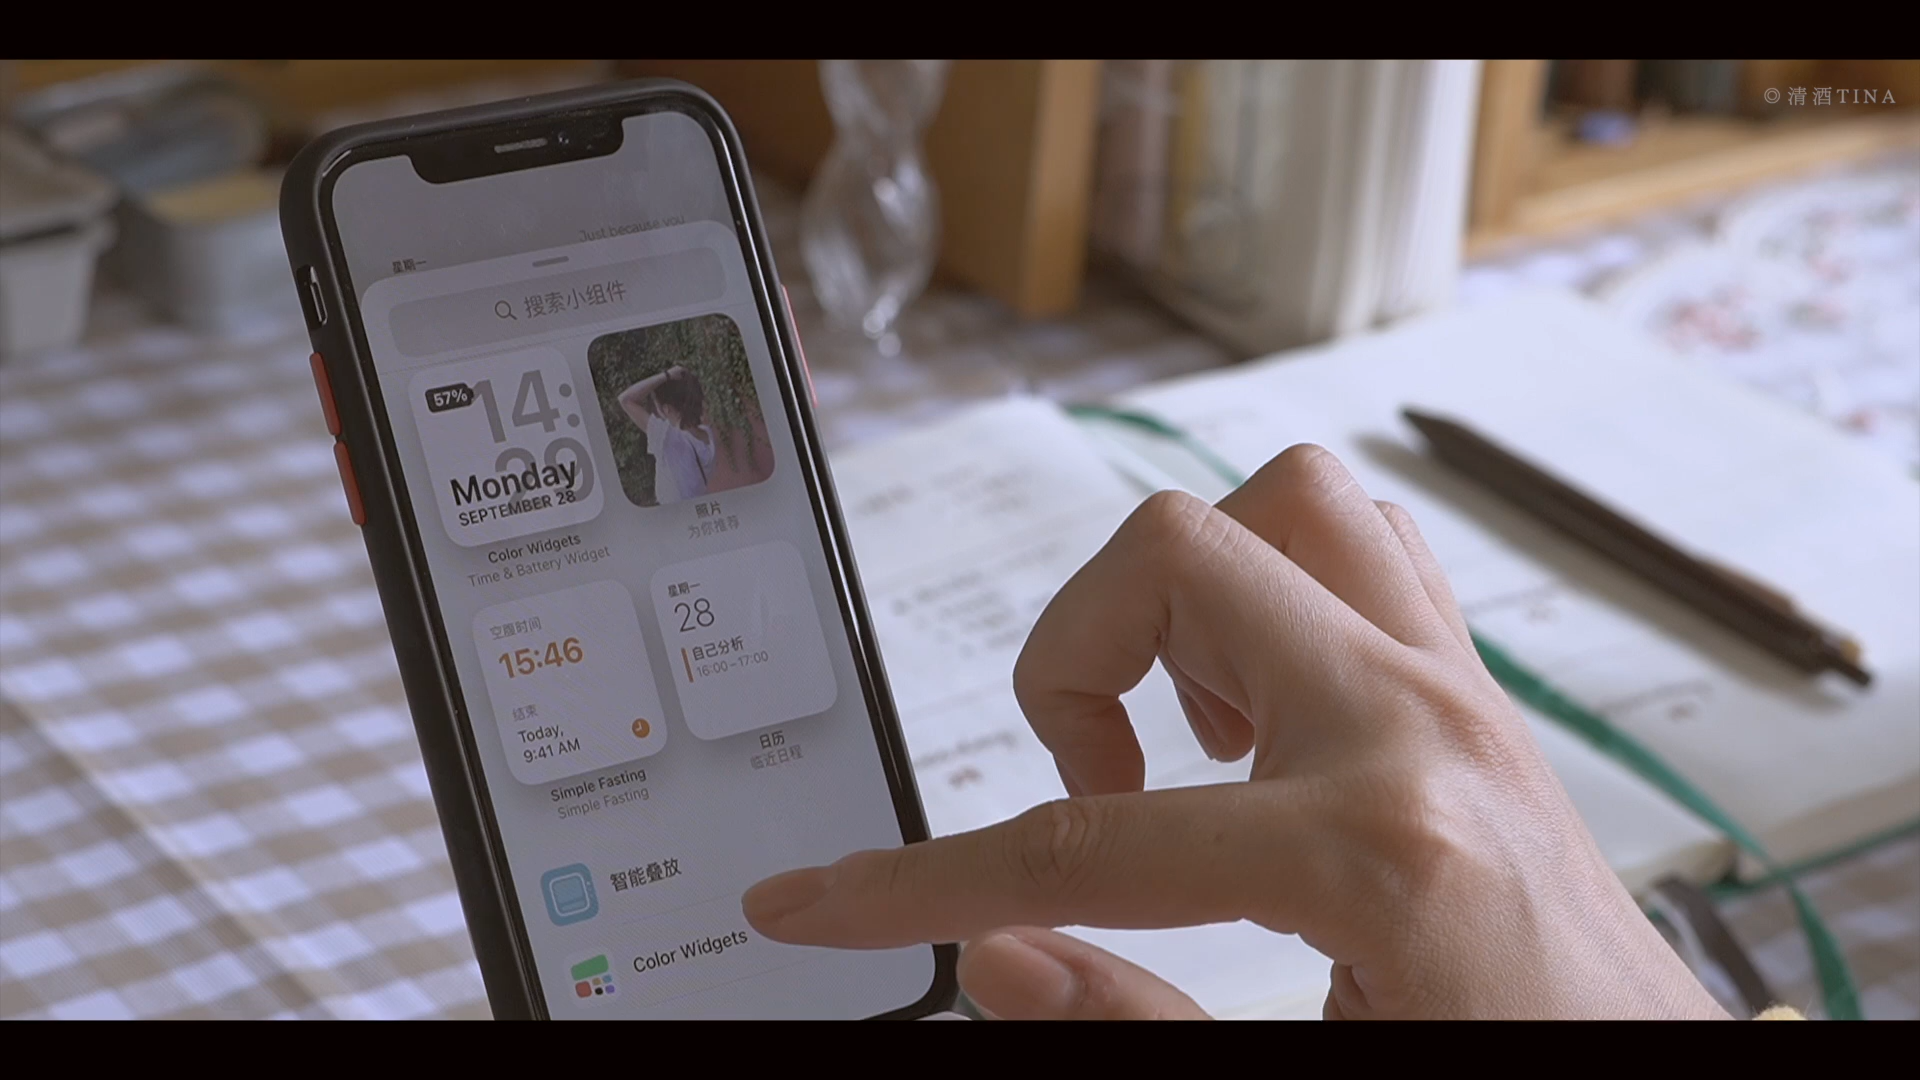 ◎清酒TINA
Just because you
星期一
搜索小组件
57%
14:
29
Monday
SEPTEMBER 28
Color Widgets
Time & Battery Widget
照片
为你推荐
空腹时间
15:46
结束
Today,
9:41 AM
Simple Fasting
Simple Fasting
星期一
28
自己分析
16:00–17:00
日历
临近日程
智能叠放
Color Widgets